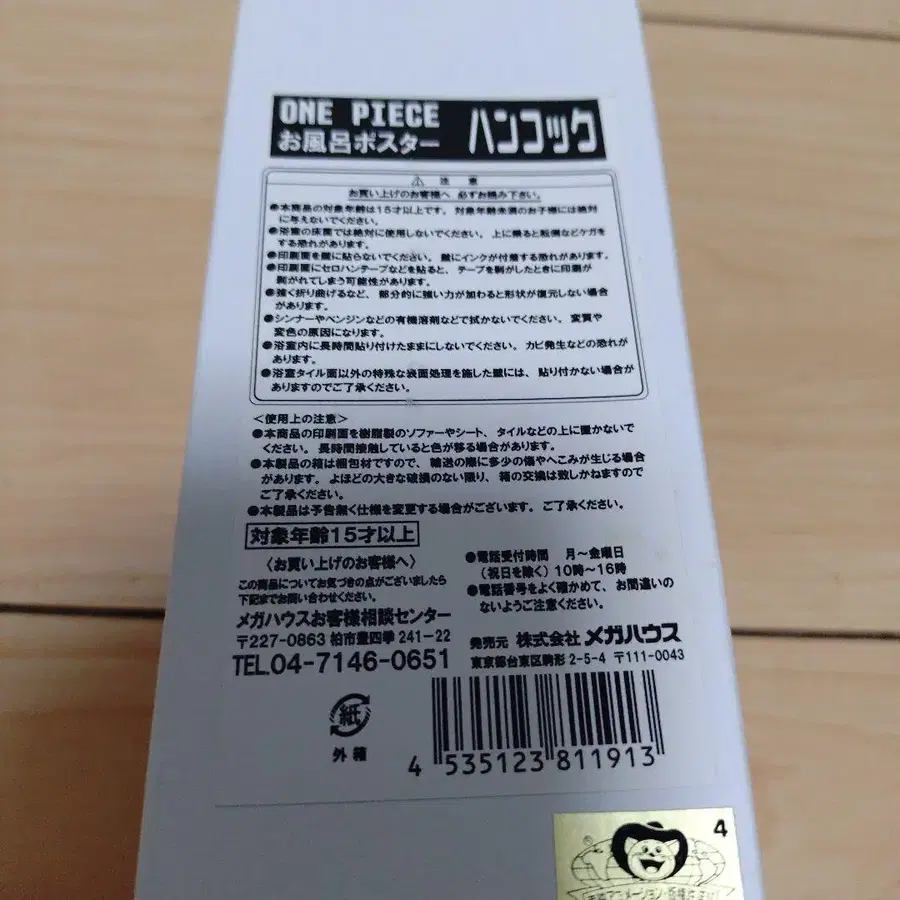 ONE PIECE
お風呂ポスター ハンコック
⚠ 注 意
お買い上げのお客様へ 必ずお読み下さい。
●本商品の対象年齢は15才以上です。対象年齢未満のお子様には絶対
に与えないでください。
●浴室の床面では絶対に使用しないでください。上に乗ると転倒などケガを
する恐れがあります。
●印刷面を壁に貼らないでください。壁にインクが付着する恐れがあります。
●印刷面にセロハンテープなどを貼ると、テープを剥がしたときに印刷が
剥がれてしまう可能性があります。
●強く折り曲げるなど、部分的に強い力が加わると形状が復元しない場合
があります。
●シンナーやベンジンなどの有機溶剤などで拭かないでください。変質や
変色の原因になります。
●浴室内に長時間貼り付けたままにしないでください。カビ発生などの恐れが
あります。
●浴室タイル面以外の特殊な表面処理を施した壁には、貼り付かない場合が
ありますのでご了承ください。
<使用上の注意>
●本商品の印刷面を樹脂製のソファーやシート、タイルなどの上に置かないで
ください。長時間接触していると色が移る場合があります。
●本製品の箱は梱包材ですので、輸送の際に多少の傷やへこみが生じる場合
があります。よほどの大きな破損のない限り、箱の交換は致しかねますので
ご了承ください。
●本製品は予告無く仕様を変更する場合がございます。ご了承ください。
対象年齢15才以上
〈お買い上げのお客様へ〉
この商品についてお気づきの点がございましたら
下記までお問い合わせください。
メガハウスお客様相談センター
〒227-0863 柏市豊四季 241-22
TEL.04-7146-0651
●電話受付時間 月～金曜日
(祝日を除く) 10時～16時
●電話番号をよく確かめて、お間違いの
ないようご注意ください。
発売元 株式会社 メガハウス
東京都台東区駒形 2-5-4 〒111-0043
紙
外箱
4 535123 811913
4